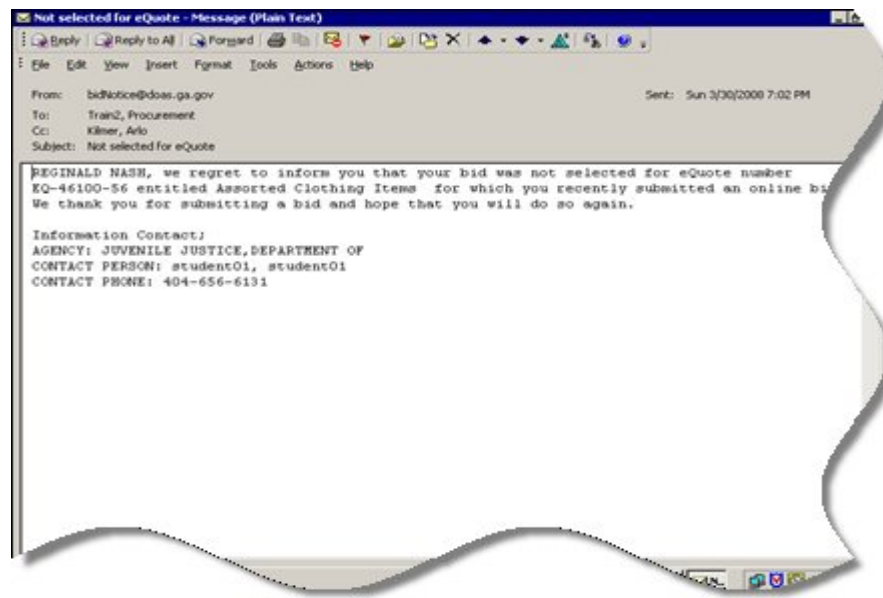 Not selected for eQuote - Message (Plain Text)
Reply Reply to All Forward
File Edit View Insert Format Tools Actions Help
From: bidNotice@doas.ga.gov Sent: Sun 3/30/2008 7:02 PM
To: Train2, Procurement
Cc: Kilmer, Arlo
Subject: Not selected for eQuote
REGINALD NASH, we regret to inform you that your bid was not selected for eQuote number
EQ-46100-56 entitled Assorted Clothing Items for which you recently submitted an online bi
We thank you for submitting a bid and hope that you will do so again.
Information Contact;
AGENCY: JUVENILE JUSTICE,DEPARTMENT OF
CONTACT PERSON: student01, student01
CONTACT PHONE: 404-656-6131